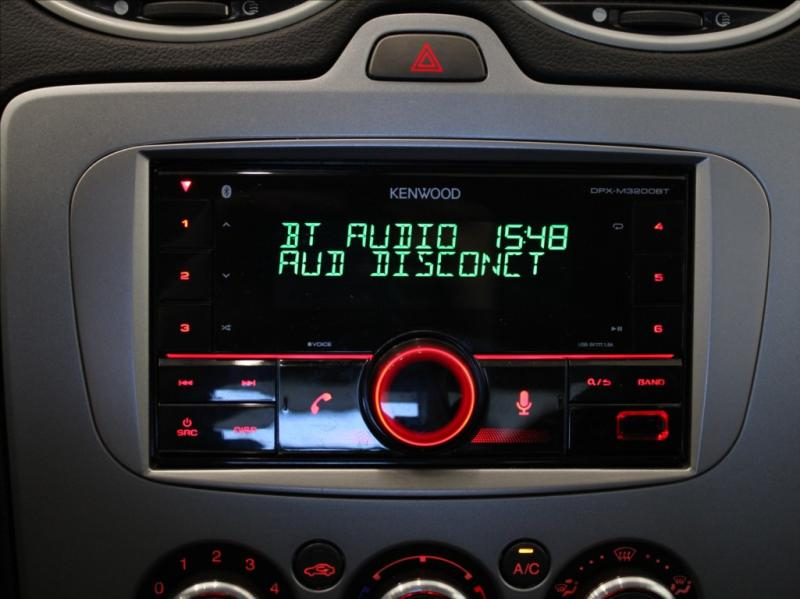 KENWOOD
DPX-M3200BT
BT AUDIO 15:48
AUD DISCONCT
1
2
3
4
5
6
VOICE
BAND
SRC
DISP
A/C
0 1 2 3 4